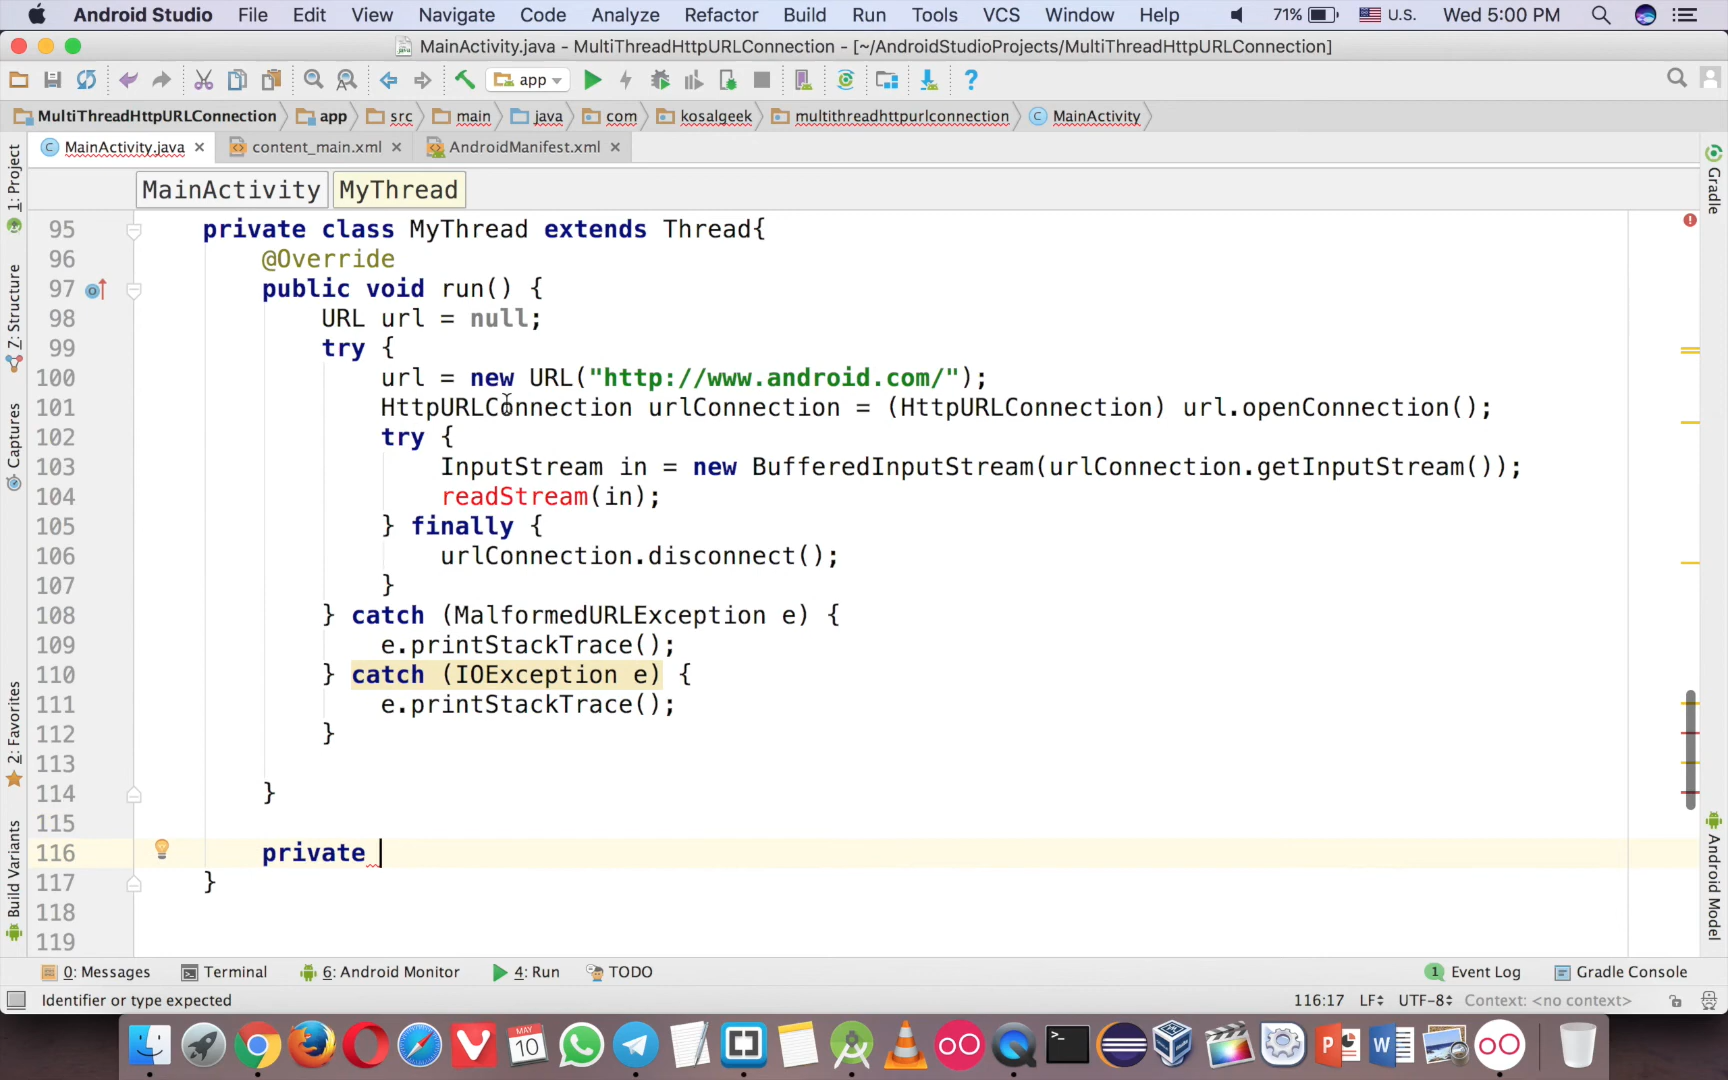 Android Studio File Edit View Navigate Code Analyze Refactor Build Run Tools VCS Window Help 71% U.S. Wed 5:00 PM
MainActivity.java - MultiThreadHttpURLConnection - [~/AndroidStudioProjects/MultiThreadHttpURLConnection]
app
MultiThreadHttpURLConnection app src main java com kosalgeek multithreadhttpurlconnection MainActivity
MainActivity.java content_main.xml AndroidManifest.xml
MainActivity MyThread
95 private class MyThread extends Thread{
96 @Override
97 public void run() {
98 URL url = null;
99 try {
100 url = new URL("http://www.android.com/");
101 HttpURLConnection urlConnection = (HttpURLConnection) url.openConnection();
102 try {
103 InputStream in = new BufferedInputStream(urlConnection.getInputStream());
104 readStream(in);
105 } finally {
106 urlConnection.disconnect();
107 }
108 } catch (MalformedURLException e) {
109 e.printStackTrace();
110 } catch (IOException e) {
111 e.printStackTrace();
112 }
113
114 }
115
116 private
117 }
118
119
1: Project
7: Structure
Captures
2: Favorites
Build Variants
Gradle
Android Model
0: Messages Terminal 6: Android Monitor 4: Run TODO 1 Event Log Gradle Console
Identifier or type expected 116:17 LF UTF-8 Context: <no context>
MAY
10